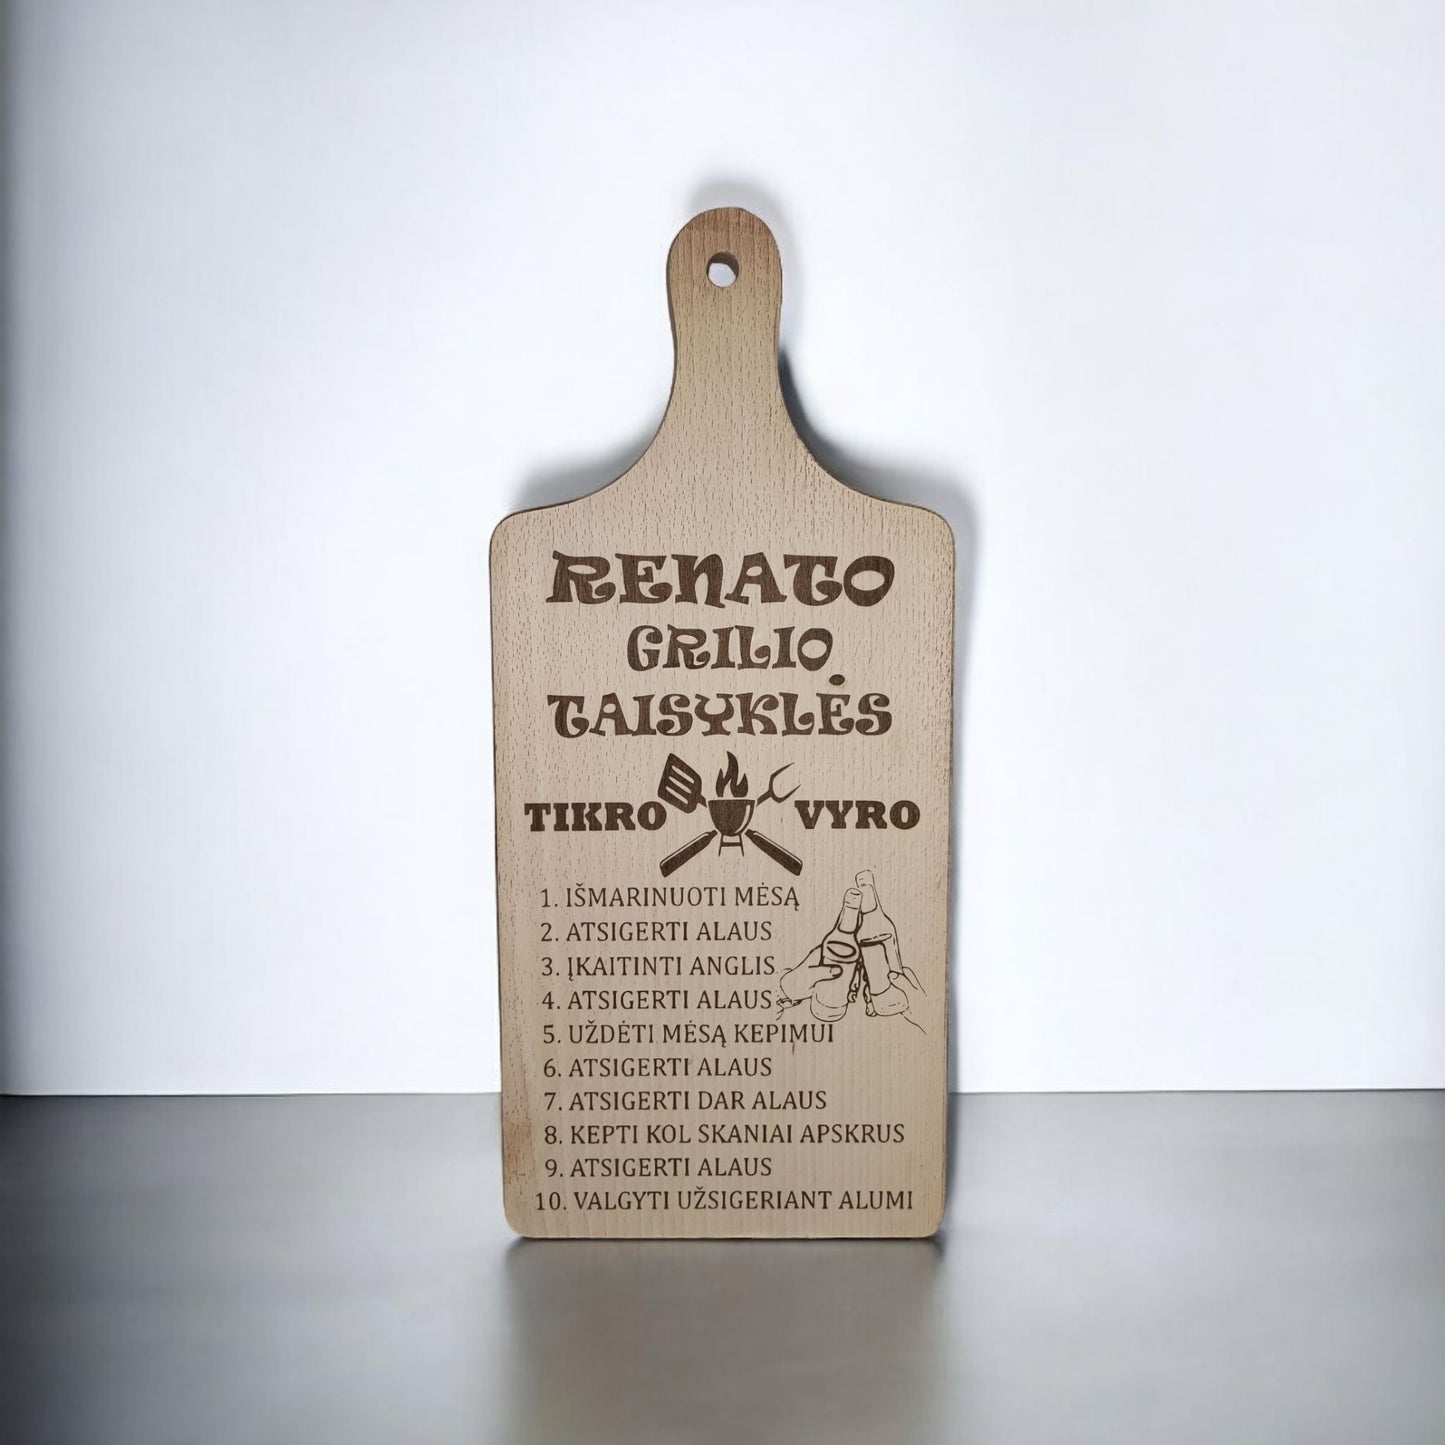 RENATO
GRILIO
TAISYKLĖS
TIKRO VYRO
1. IŠMARINUOTI MĖSĄ
2. ATSIGERTI ALAUS
3. ĮKAITINTI ANGLIS
4. ATSIGERTI ALAUS
5. UŽDĖTI MĖSĄ KEPIMUI
6. ATSIGERTI ALAUS
7. ATSIGERTI DAR ALAUS
8. KEPTI KOL SKANIAI APSKRUS
9. ATSIGERTI ALAUS
10. VALGYTI UŽSIGERIANT ALUMI